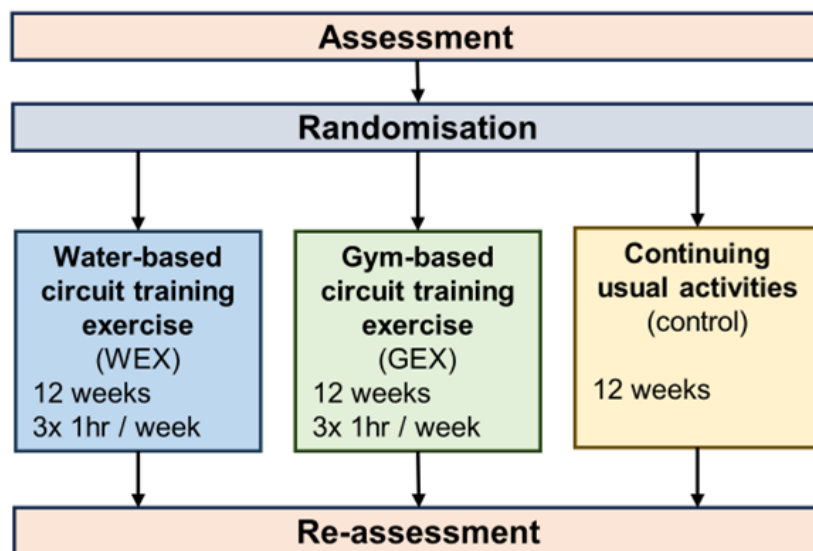 Assessment
Randomisation
Water-based
circuit training
exercise
(WEX)
12 weeks
3x 1hr / week
Gym-based
circuit training
exercise
(GEX)
12 weeks
3x 1hr / week
Continuing
usual activities
(control)
12 weeks
Re-assessment